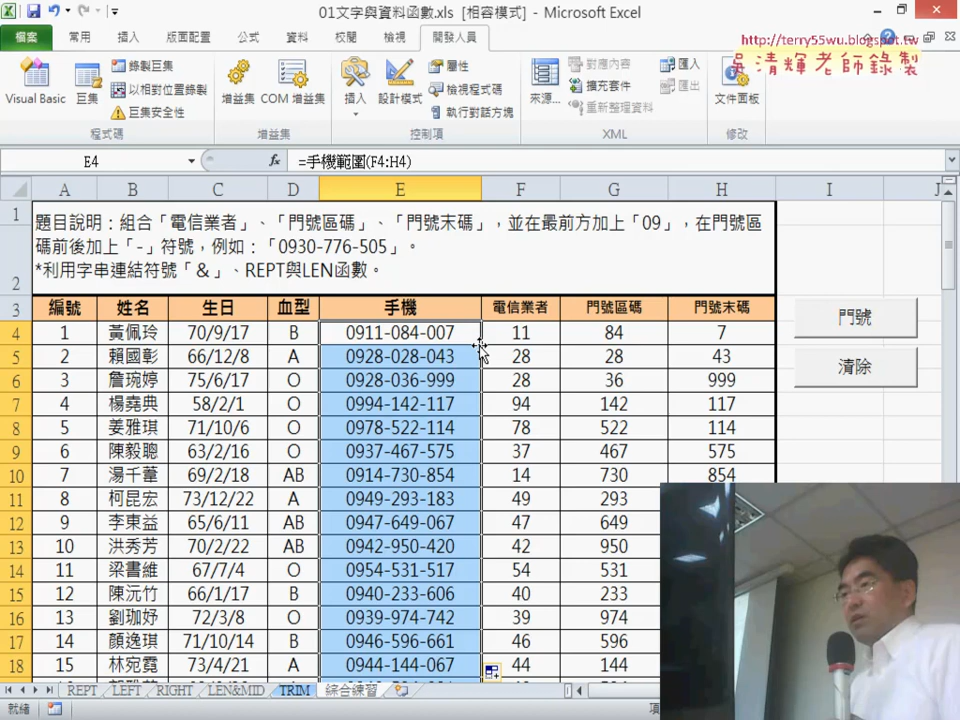 01文字與資料函數.xls [相容模式] - Microsoft Excel
檔案 常用 插入 版面配置 公式 資料 校閱 檢視 開發人員
http://terry55wu.blogspot.tw
吳清輝老師錄製
Visual Basic 巨集 錄製巨集 以相對位置錄製 巨集安全性 增益集 COM 增益集 插入 設計模式 屬性 檢視程式碼 執行對話方塊 來源... 對應內容 擴充套件 重新整理資料 匯入 匯出 文件面板
程式碼 增益集 控制項 XML 修改
E4 fx =手機範圍(F4:H4)
A B C D E F G H I J
1 題目說明：組合「電信業者」、「門號區碼」、「門號末碼」，並在最前方加上「09」，在門號區
碼前後加上「-」符號，例如：「0930-776-505」。
2 *利用字串連結符號「&」、REPT與LEN函數。
3 編號 姓名 生日 血型 手機 電信業者 門號區碼 門號末碼
門號
清除
4 1 黃佩玲 70/9/17 B 0911-084-007 11 84 7
5 2 賴國彰 66/12/8 A 0928-028-043 28 28 43
6 3 詹琬婷 75/6/17 O 0928-036-999 28 36 999
7 4 楊堯典 58/2/1 O 0994-142-117 94 142 117
8 5 姜雅琪 71/10/6 O 0978-522-114 78 522 114
9 6 陳毅聰 63/2/16 O 0937-467-575 37 467 575
10 7 湯千葦 69/2/18 AB 0914-730-854 14 730 854
11 8 柯昆宏 73/12/22 A 0949-293-183 49 293
12 9 李東益 65/6/11 AB 0947-649-067 47 649
13 10 洪秀芳 70/2/22 AB 0942-950-420 42 950
14 11 梁書維 67/7/4 O 0954-531-517 54 531
15 12 陳沅竹 66/1/7 B 0940-233-606 40 233
16 13 劉珈妤 72/3/8 O 0939-974-742 39 974
17 14 顏逸琪 71/10/14 B 0946-596-661 46 596
18 15 林宛霓 73/4/21 A 0944-144-067 44 144
REPT LEFT RIGHT LEN&MID TRIM 綜合練習
就緒